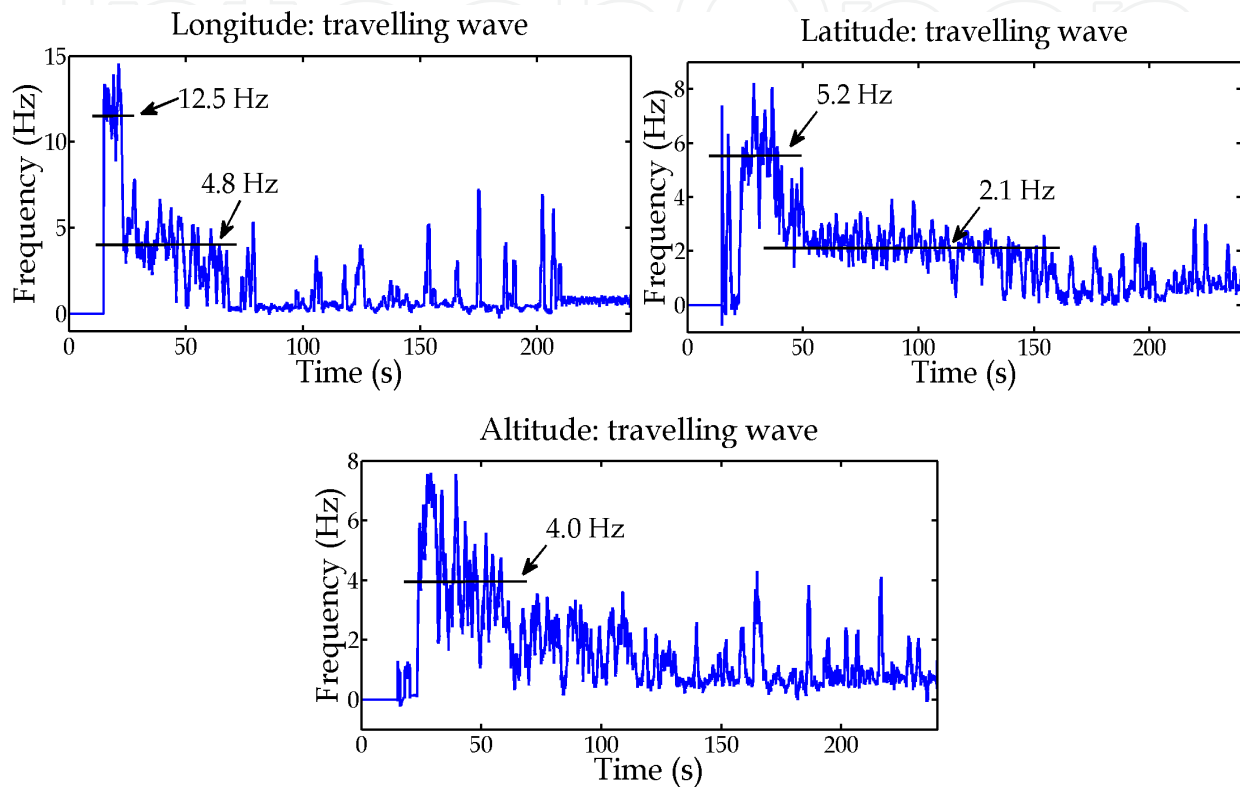 Longitude: travelling wave
Frequency (Hz)
15
10
5
0
12.5 Hz
4.8 Hz
0 50 100 150 200
Time (s)
Latitude: travelling wave
Frequency (Hz)
8
6
4
2
0
5.2 Hz
2.1 Hz
0 50 100 150 200
Time (s)
Altitude: travelling wave
Frequency (Hz)
8
6
4
2
0
4.0 Hz
0 50 100 150 200
Time (s)